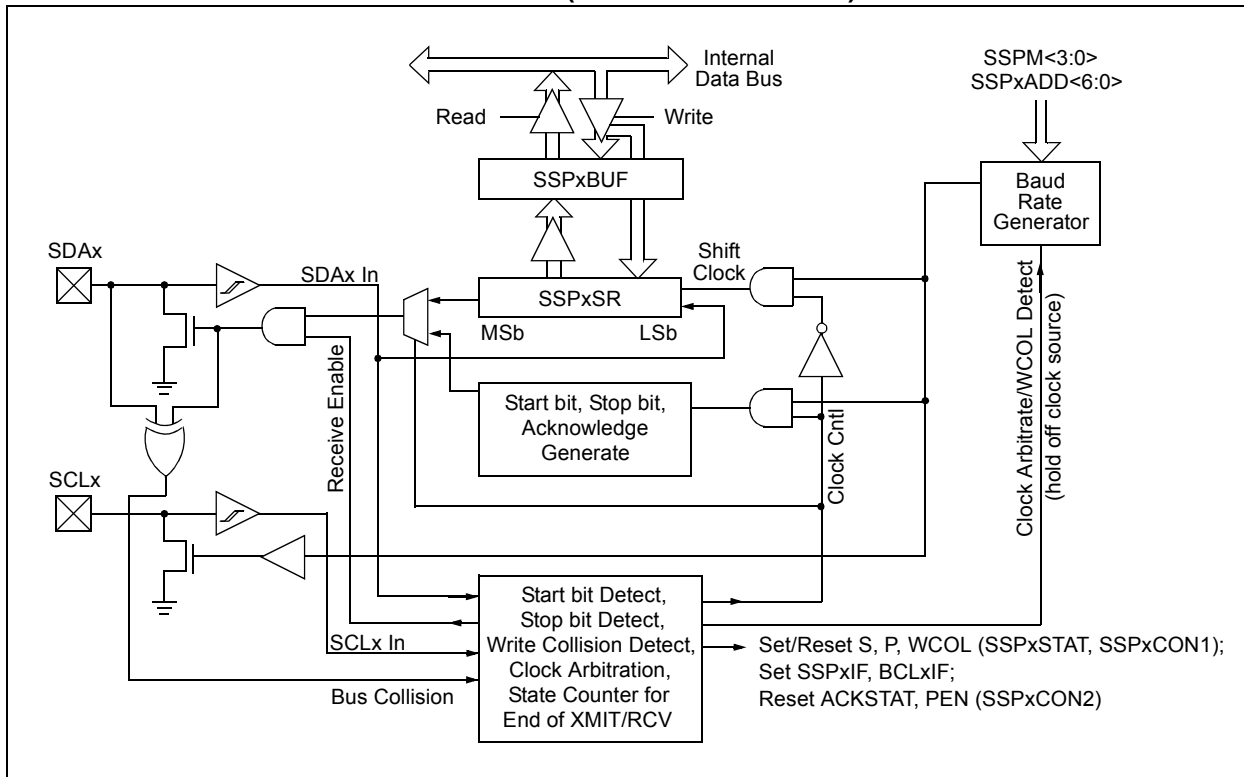 Internal
Data Bus
SSPM<3:0>
SSPxADD<6:0>
Read
Write
SSPxBUF
Baud
Rate
Generator
SDAx
SDAx In
Shift
Clock
SSPxSR
MSb
LSb
Receive Enable
Start bit, Stop bit,
Acknowledge
Generate
Clock Cntl
Clock Arbitrate/WCOL Detect
(hold off clock source)
SCLx
SCLx In
Bus Collision
Start bit Detect,
Stop bit Detect,
Write Collision Detect,
Clock Arbitration,
State Counter for
End of XMIT/RCV
Set/Reset S, P, WCOL (SSPxSTAT, SSPxCON1);
Set SSPxIF, BCLxIF;
Reset ACKSTAT, PEN (SSPxCON2)